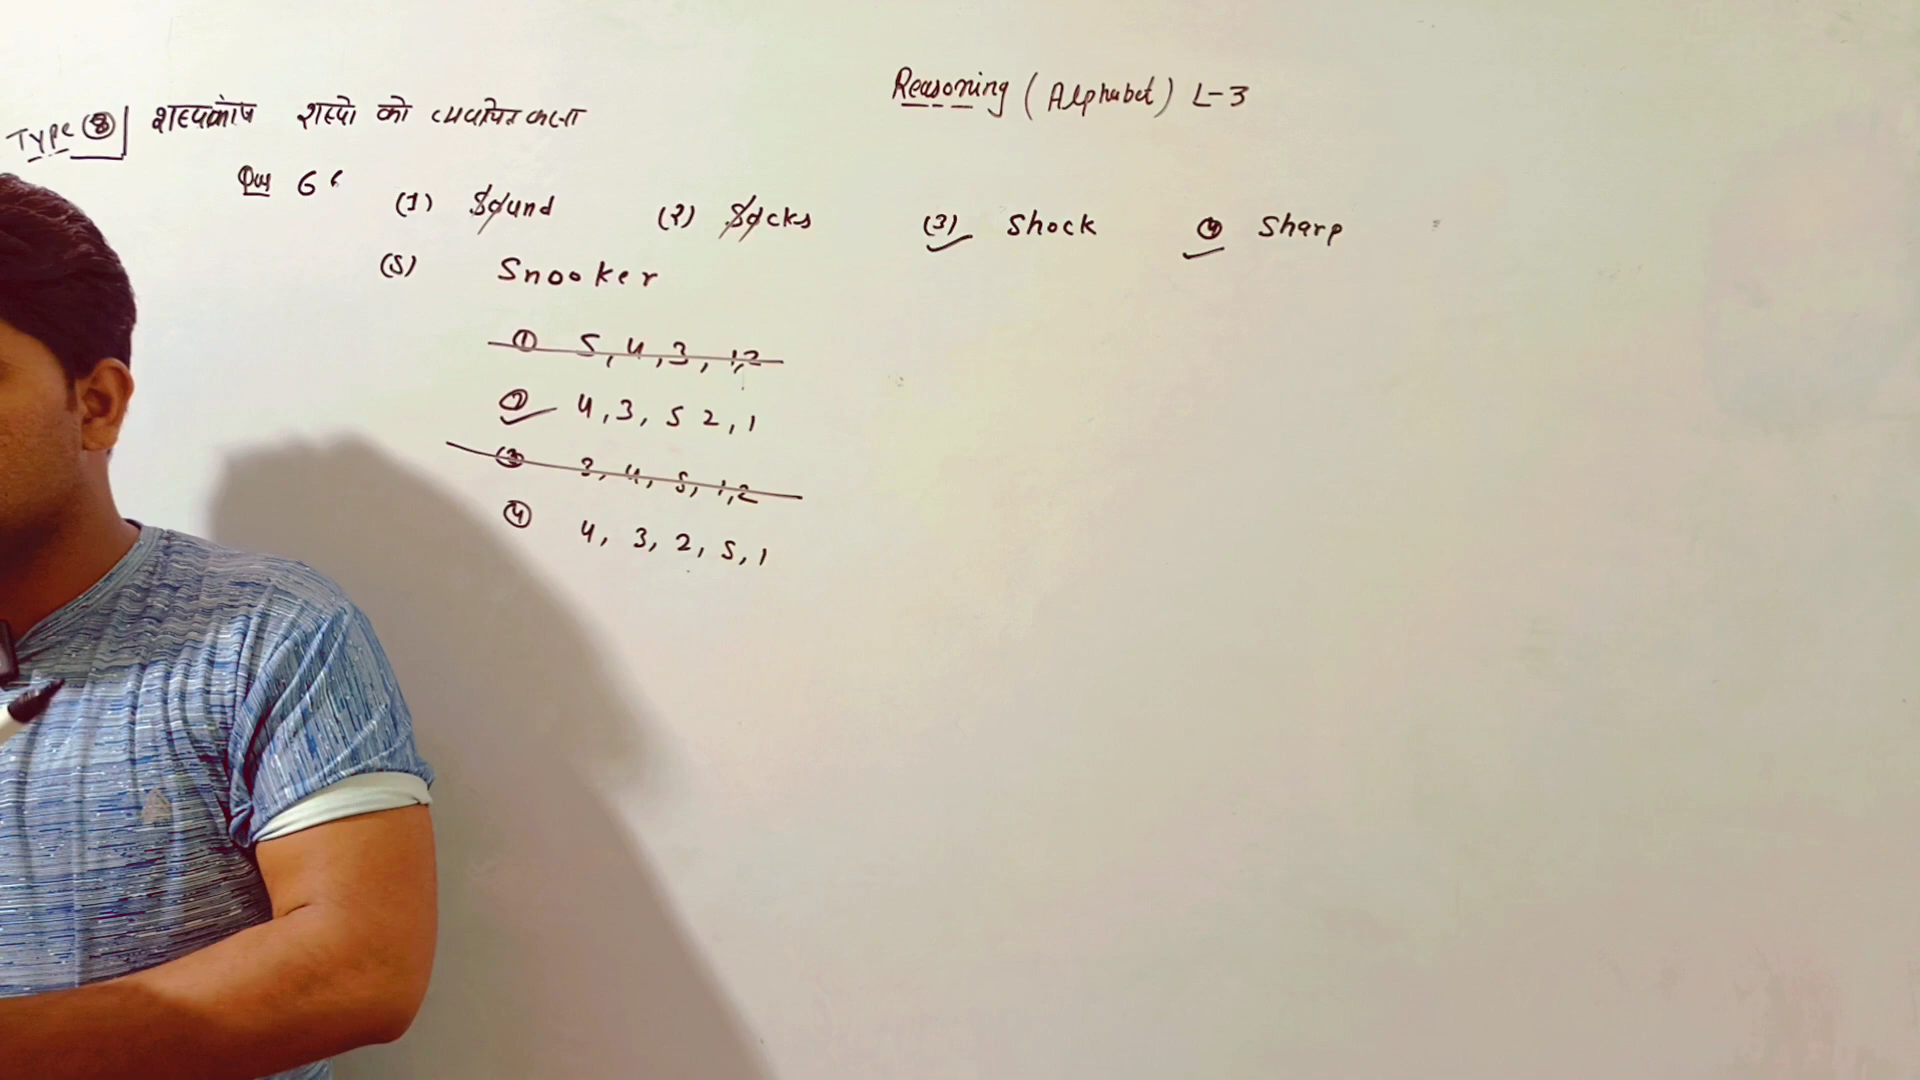 Reasoning (Alphabet) L-3
Type (8) शब्दकोष शब्दो को व्यवस्थित करना
Ques 6
(1) Sound (2) Socks (3) Shock (4) Sharp
(5) Snooker
(1) 5, 4, 3, 1, 2
(2) 4, 3, 5 2, 1
(3) 3, 4, 5, 1, 2
(4) 4, 3, 2, 5, 1